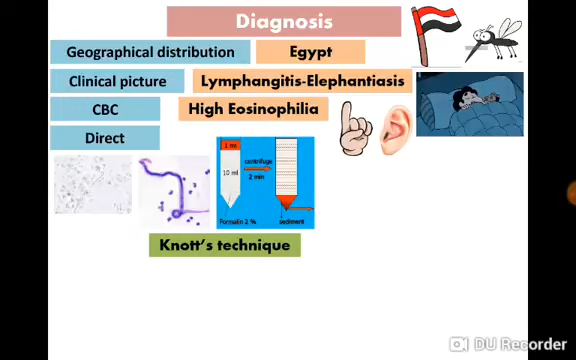 Diagnosis
Geographical distribution
Egypt
Clinical picture
Lymphangitis-Elephantiasis
CBC
High Eosinophilia
Direct
1 ml
10 ml
centrifuge
2 min
Formalin 2 %
sediment
Knott's technique
DU Recorder